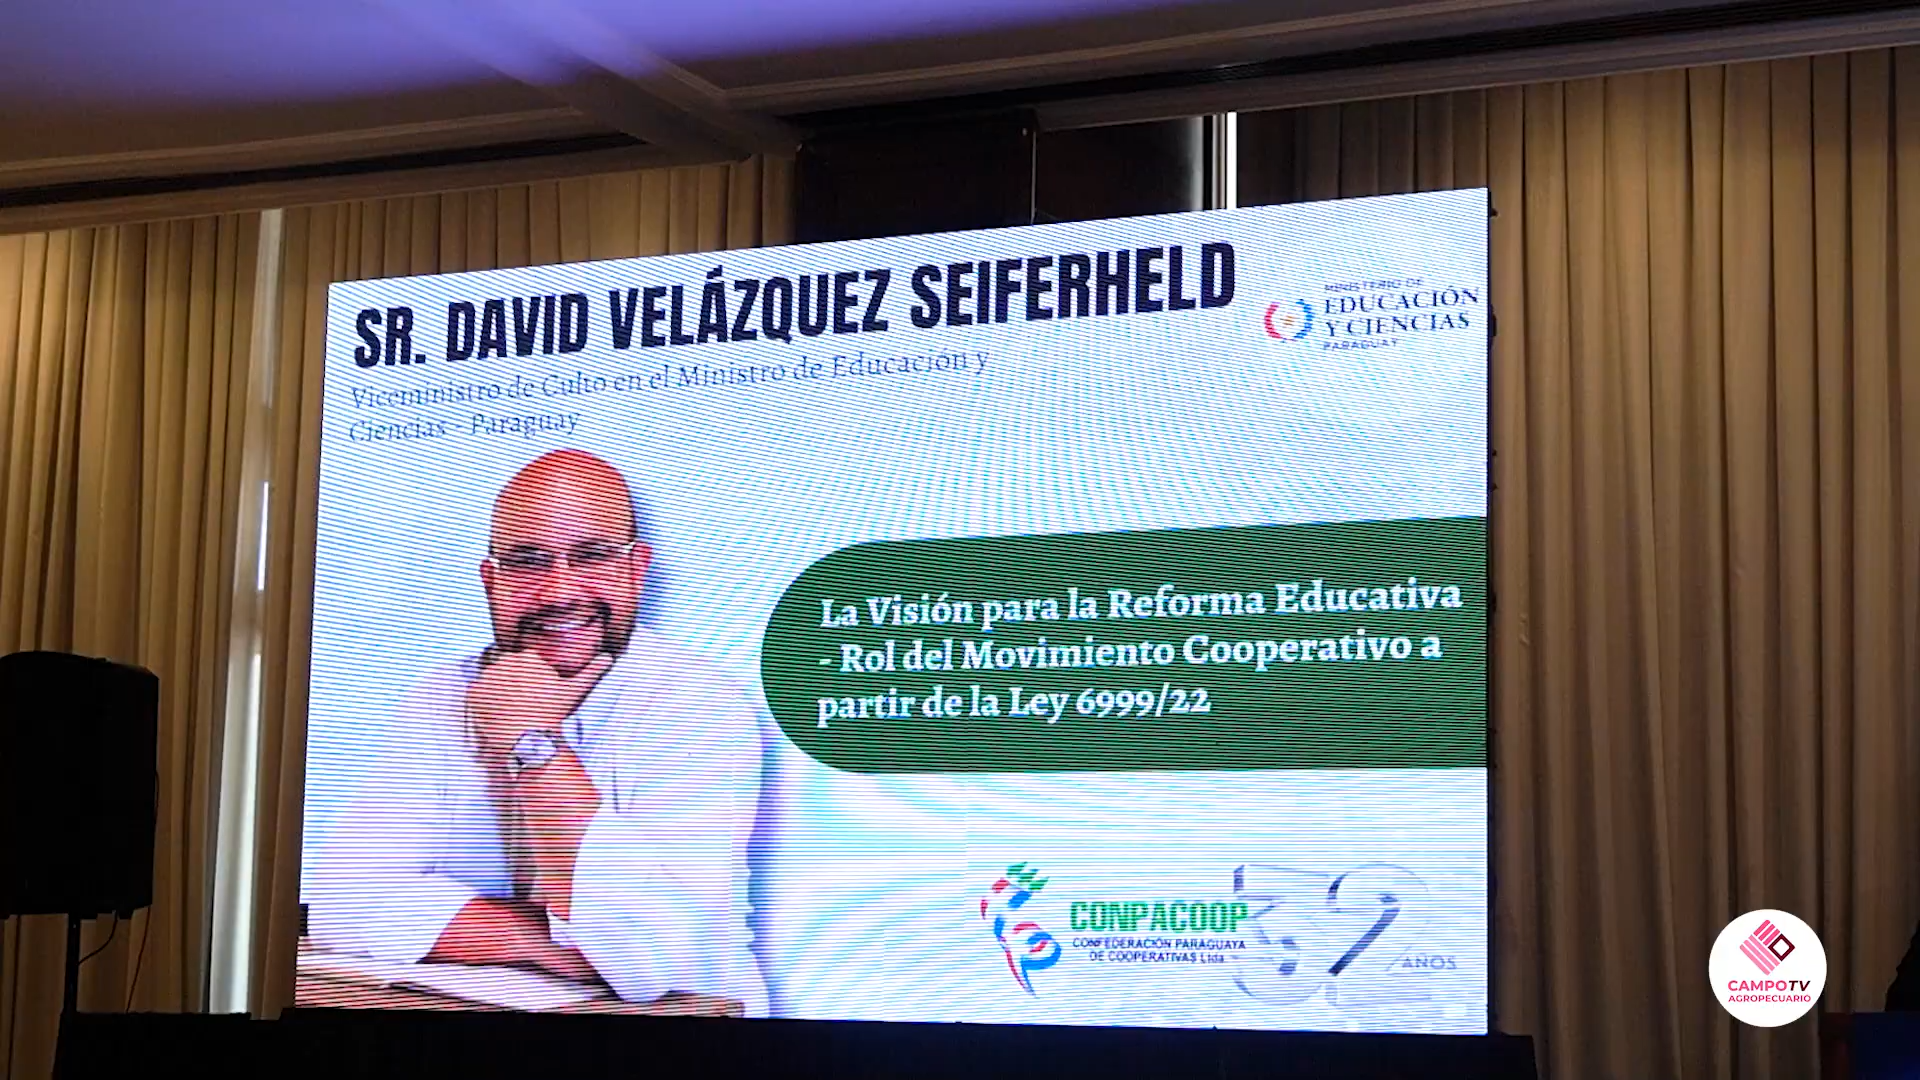 SR. DAVID VELÁZQUEZ SEIFERHELD
Viceministro de Culto en el Ministro de Educación y
Ciencias - Paraguay
MINISTERIO DE
EDUCACIÓN
Y CIENCIAS
PARAGUAY
La Visión para la Reforma Educativa
- Rol del Movimiento Cooperativo a
partir de la Ley 6999/22
CONPACOOP
CONFEDERACIÓN PARAGUAYA
DE COOPERATIVAS Ltda.
32
AÑOS
CAMPOTV
AGROPECUARIO